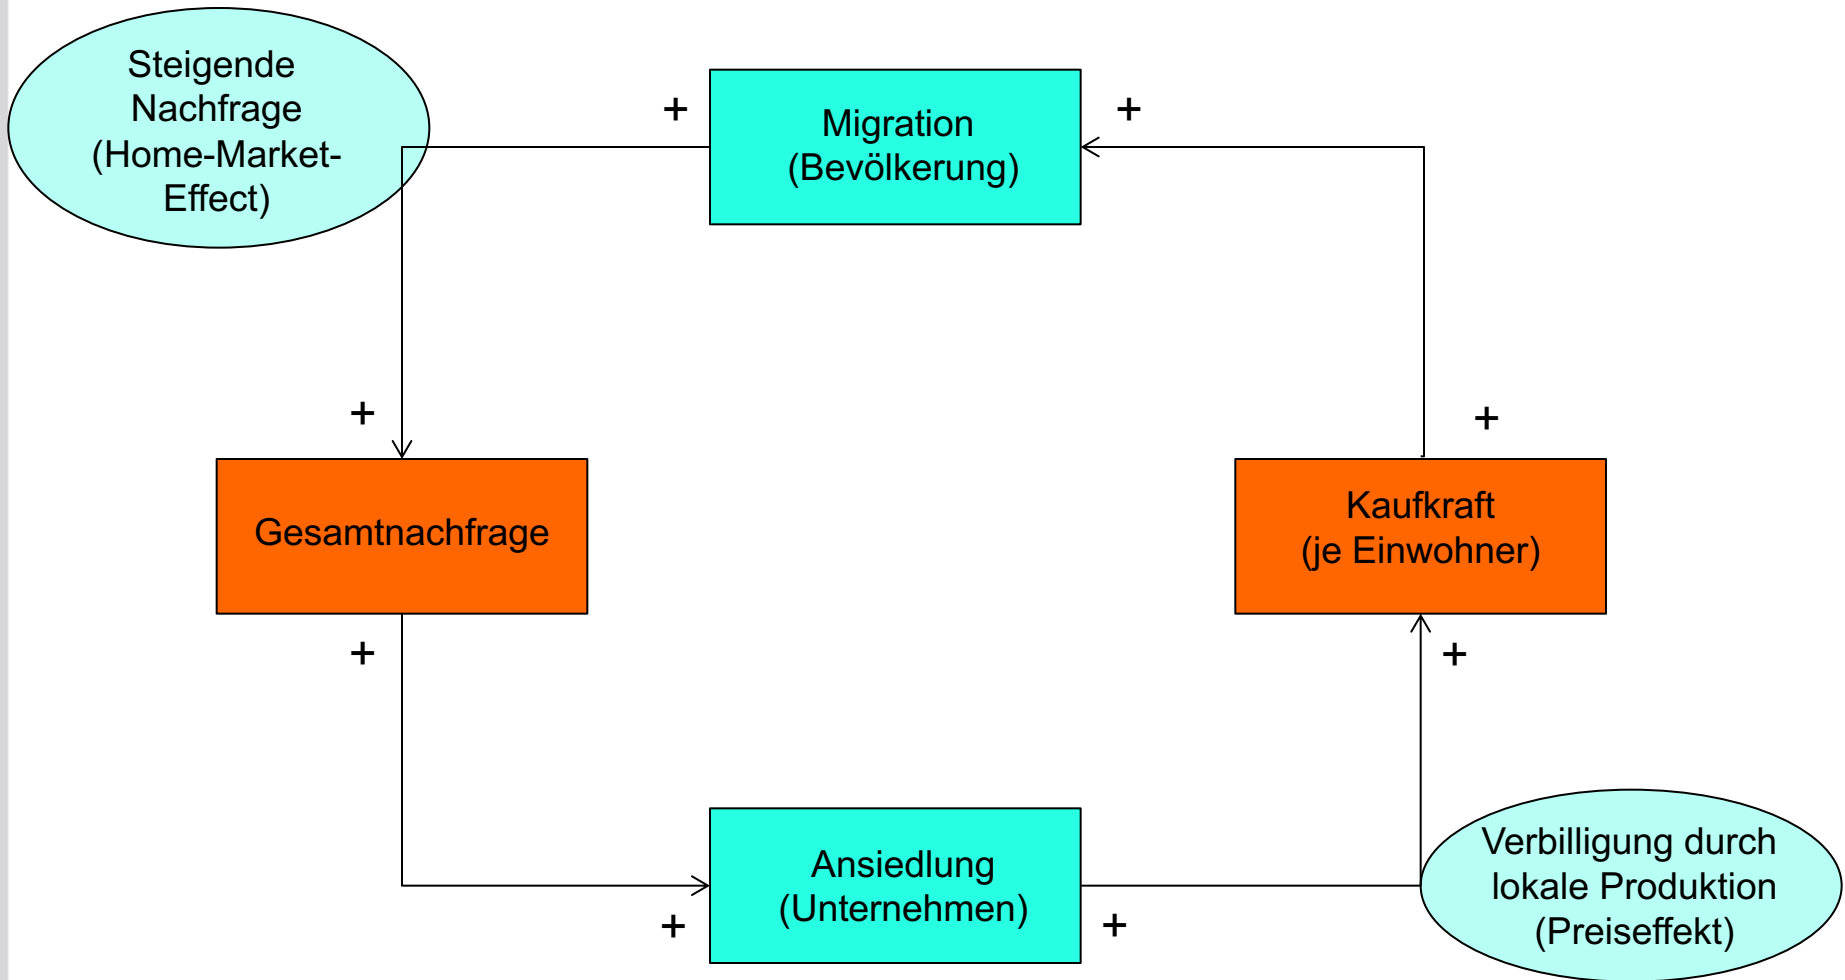 Steigende
Nachfrage
(Home-Market-
Effect)
+
Migration
(Bevölkerung)
+
+
Gesamtnachfrage
+
+
Kaufkraft
(je Einwohner)
+
+
Ansiedlung
(Unternehmen)
+
Verbilligung durch
lokale Produktion
(Preiseffekt)